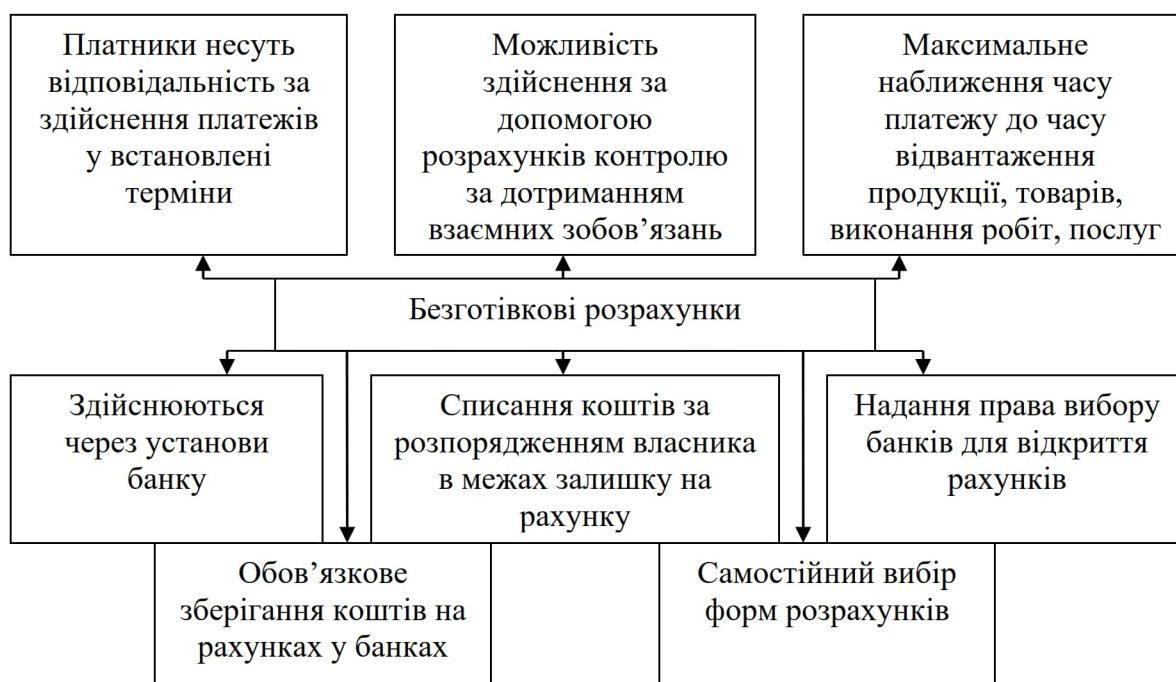 Платники несуть
відповідальність за
здійснення платежів
у встановлені
терміни
Можливість
здійснення за
допомогою
розрахунків контролю
за дотриманням
взаємних зобов’язань
Максимальне
наближення часу
платежу до часу
відвантаження
продукції, товарів,
виконання робіт, послуг
Безготівкові розрахунки
Здійснюються
через установи
банку
Списання коштів за
розпорядженням власника
в межах залишку на
рахунку
Надання права вибору
банків для відкриття
рахунків
Обов’язкове
зберігання коштів на
рахунках у банках
Самостійний вибір
форм розрахунків